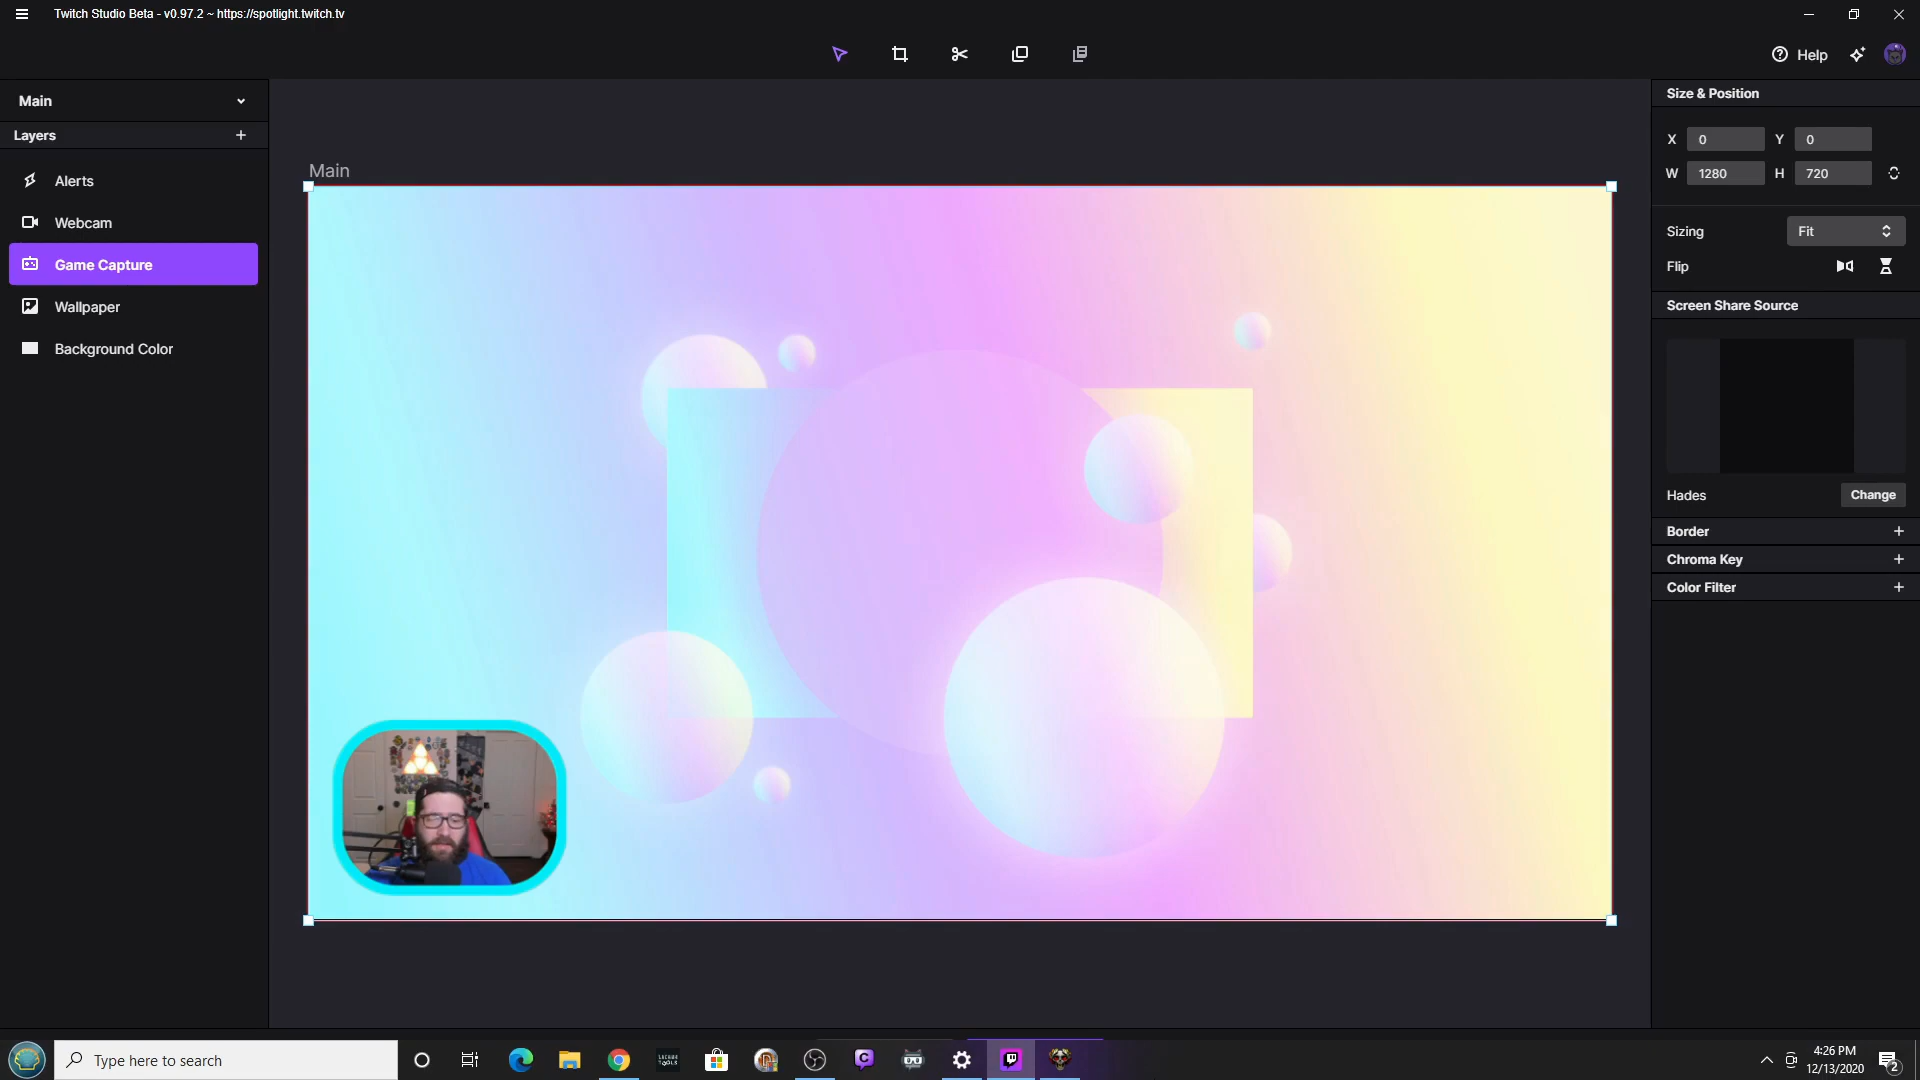 Twitch Studio Beta - v0.97.2 ~ https://spotlight.twitch.tv
Help
Main
Layers
Alerts
Webcam
Game Capture
Wallpaper
Background Color
Main
Size & Position
X 0 Y 0
W 1280 H 720
Sizing Fit
Flip
Screen Share Source
Hades Change
Border
Chroma Key
Color Filter
Type here to search
4:26 PM
12/13/2020
2